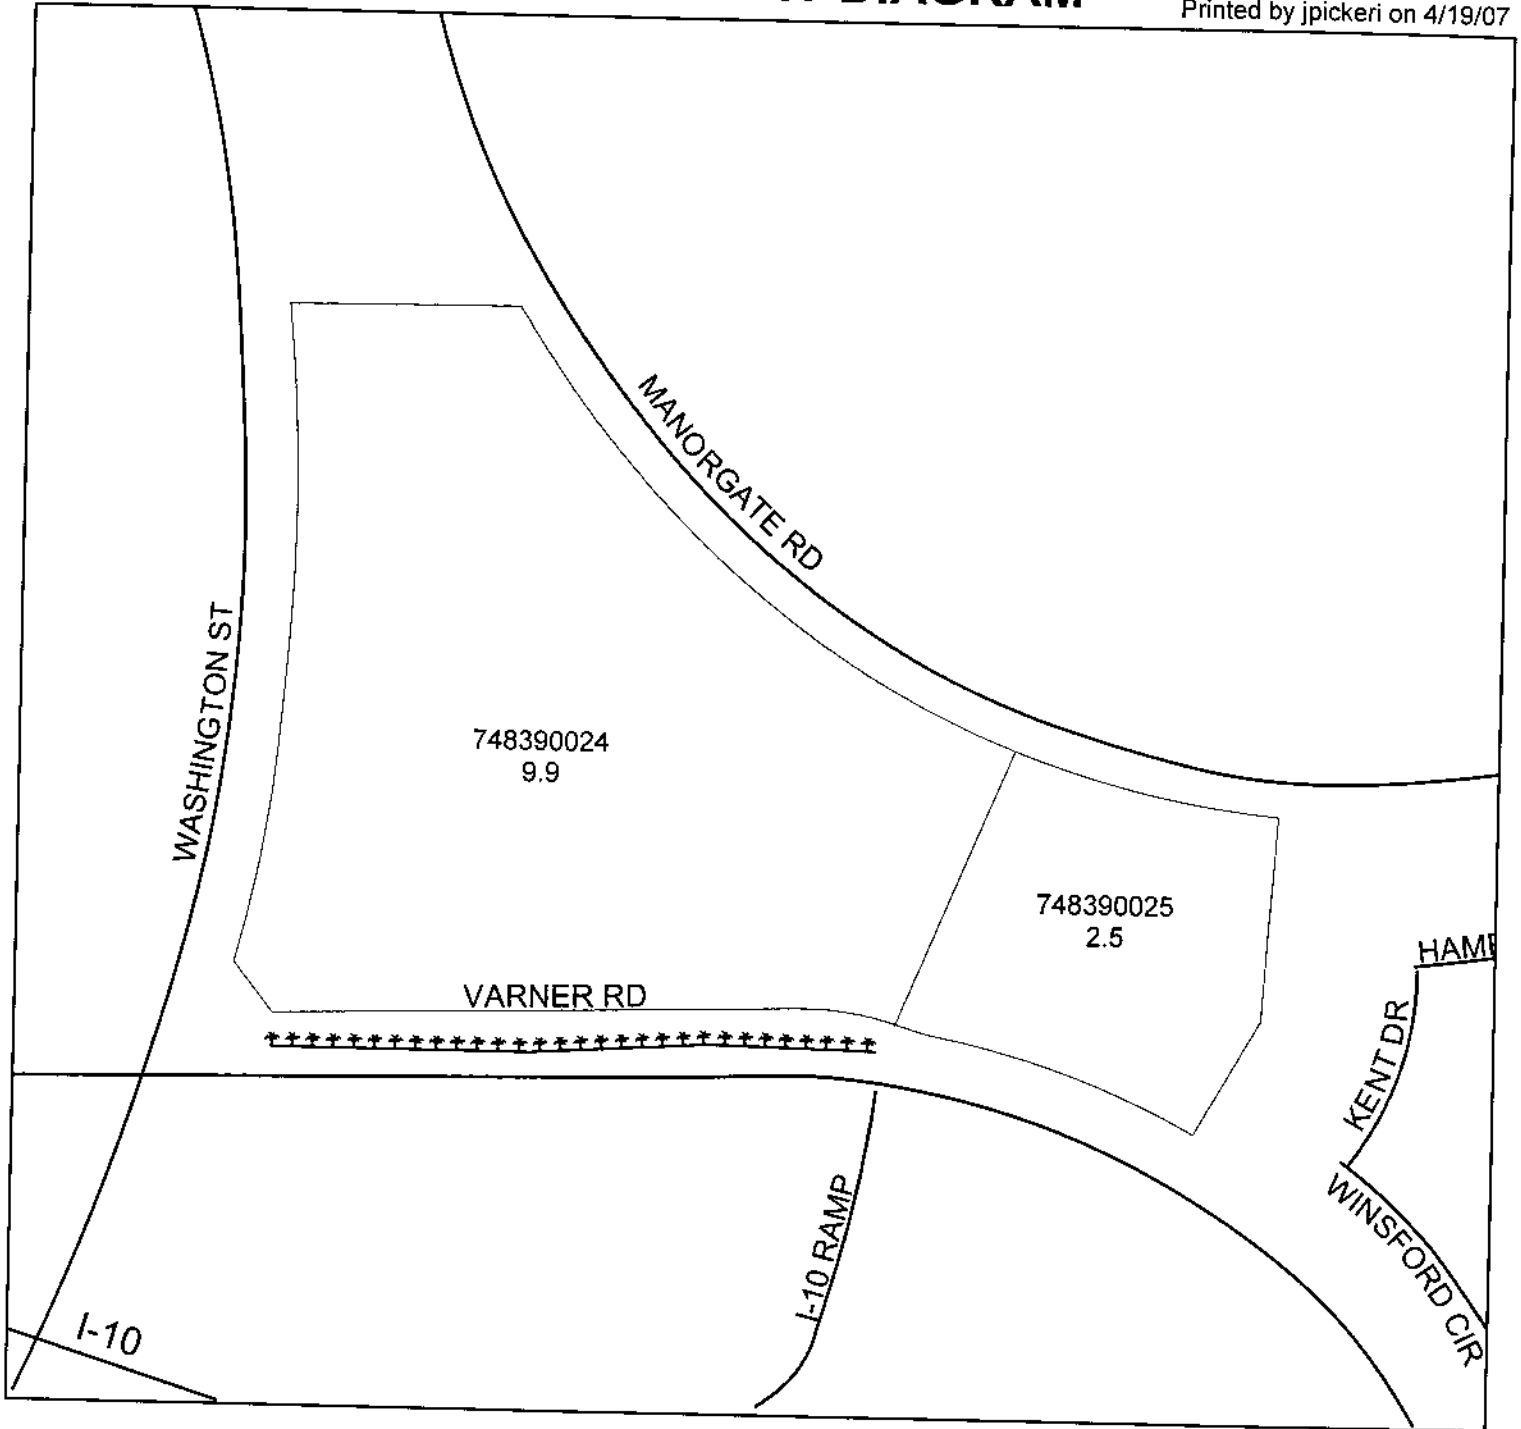 DIAGRAM
Printed by jpickeri on 4/19/07
MANORGATE RD
WASHINGTON ST
748390024
9.9
748390025
2.5
VARNER RD
KENT DR
WINSFORD CIR
I-10 RAMP
I-10